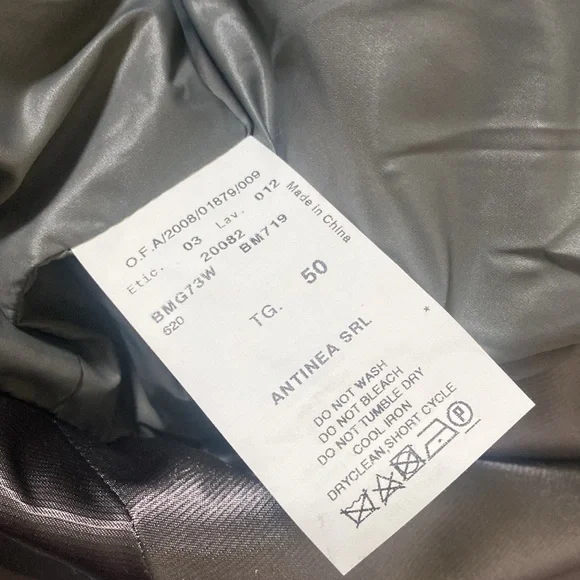 O.F.A/2008/01879/009
Etic. 03 Lav. 012
20082
BMG73W BM719
620
Made in China
TG. 50
ANTINEA SRL
*
DO NOT WASH
DO NOT BLEACH
DO NOT TUMBLE DRY
COOL IRON
DRYCLEAN,SHORT CYCLE
P